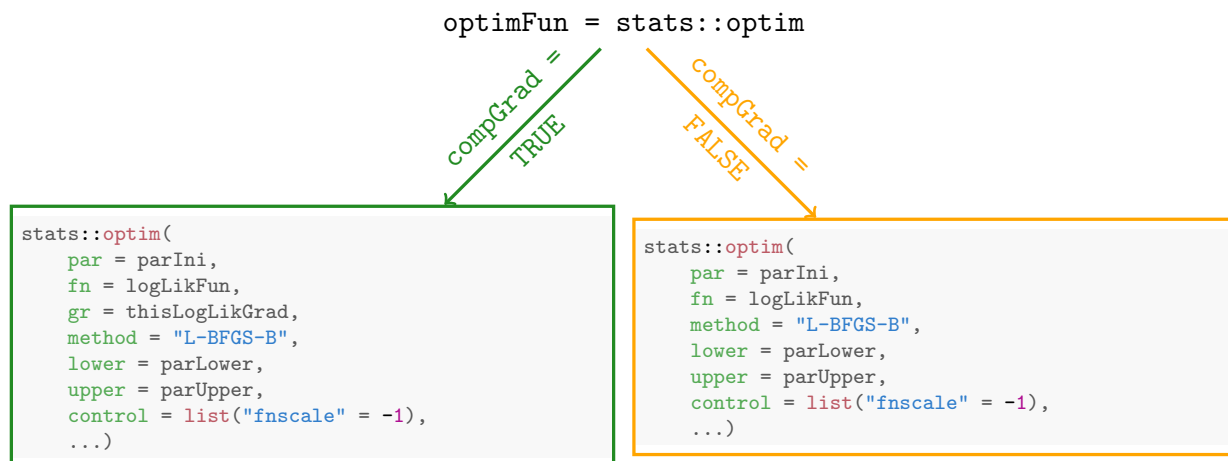 optimFun = stats::optim
compGrad =
TRUE
compGrad =
FALSE
stats::optim(
    par = parIni,
    fn = logLikFun,
    gr = thisLogLikGrad,
    method = "L-BFGS-B",
    lower = parLower,
    upper = parUpper,
    control = list("fnscale" = -1),
    ...)
stats::optim(
    par = parIni,
    fn = logLikFun,
    method = "L-BFGS-B",
    lower = parLower,
    upper = parUpper,
    control = list("fnscale" = -1),
    ...)